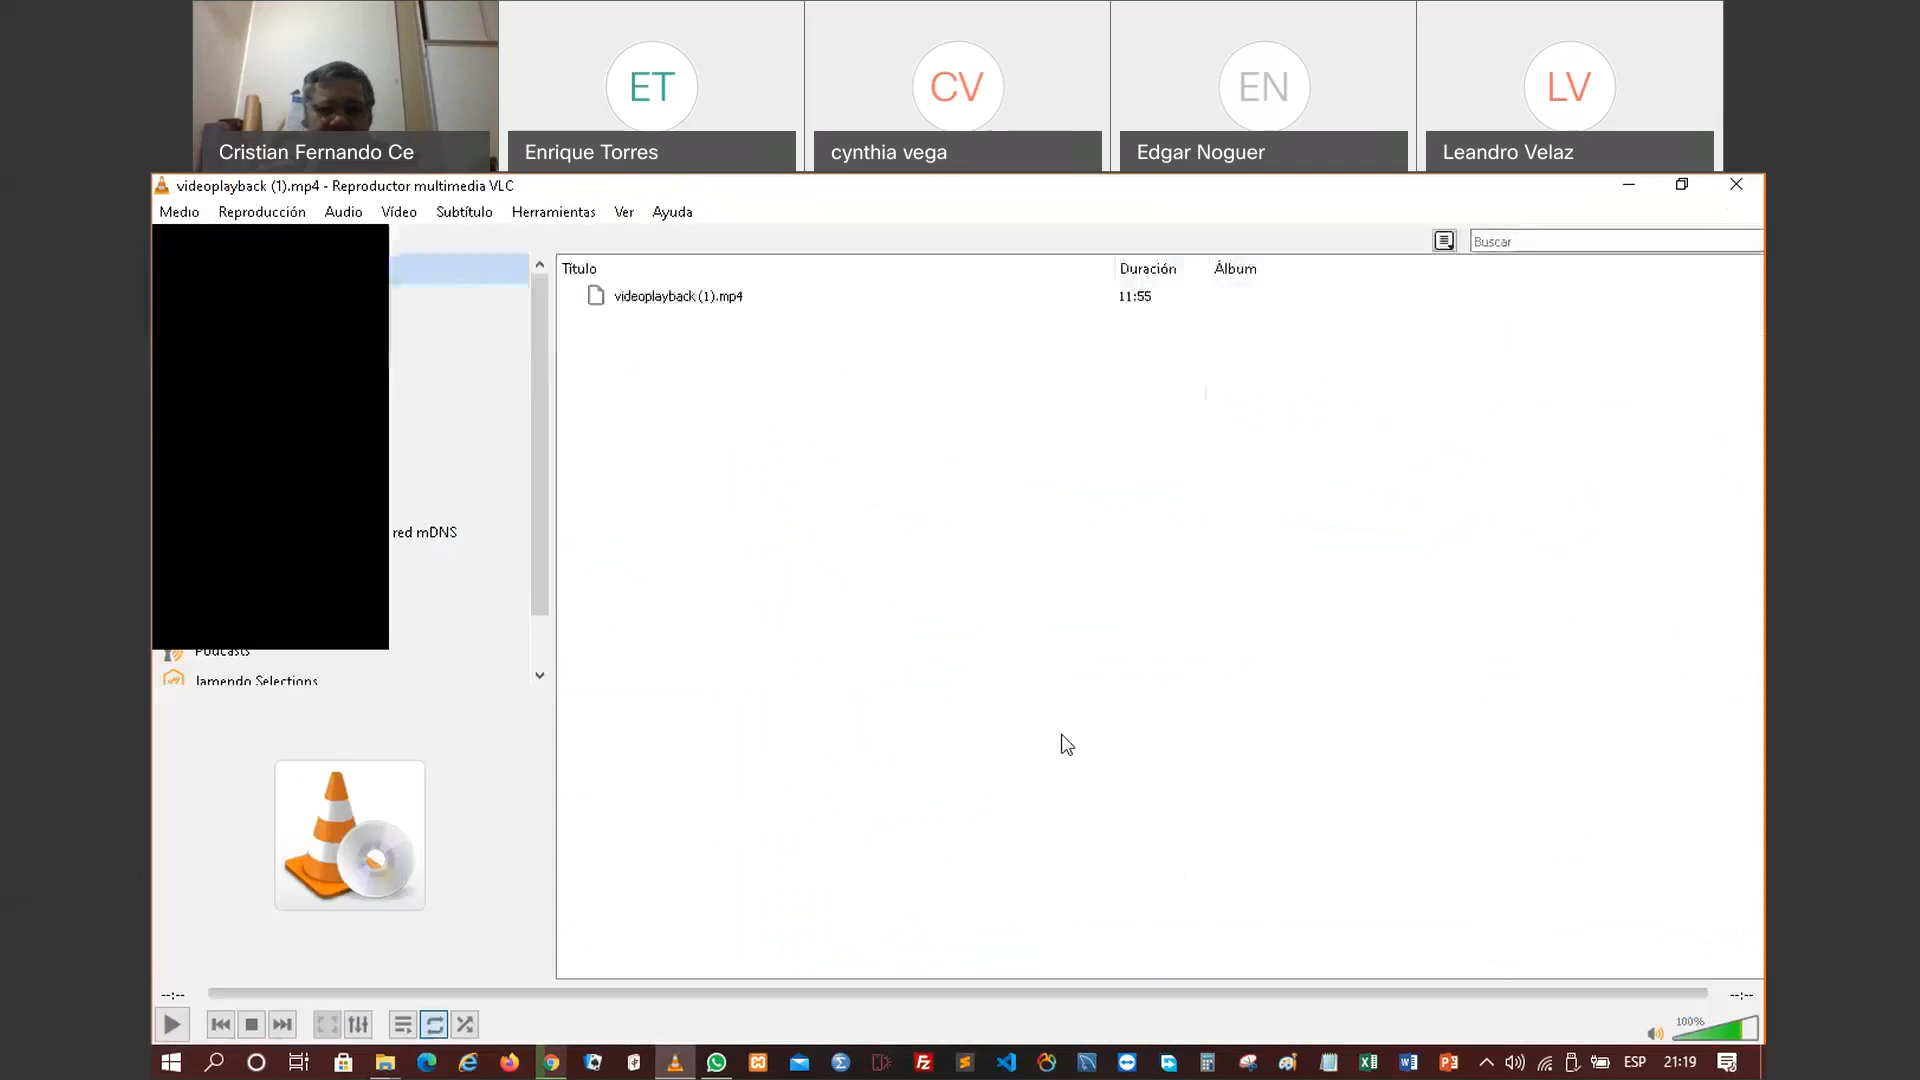 ET
CV
EN
LV
Cristian Fernando Ce
Enrique Torres
cynthia vega
Edgar Noguer
Leandro Velaz
videoplayback (1).mp4 - Reproductor multimedia VLC
Medio Reproducción Audio Vídeo Subtítulo Herramientas Ver Ayuda
Buscar
Título Duración Álbum
videoplayback (1).mp4 11:55
red mDNS
Podcasts
Jamendo Selections
--:-- --:--
100%
ESP 21:19